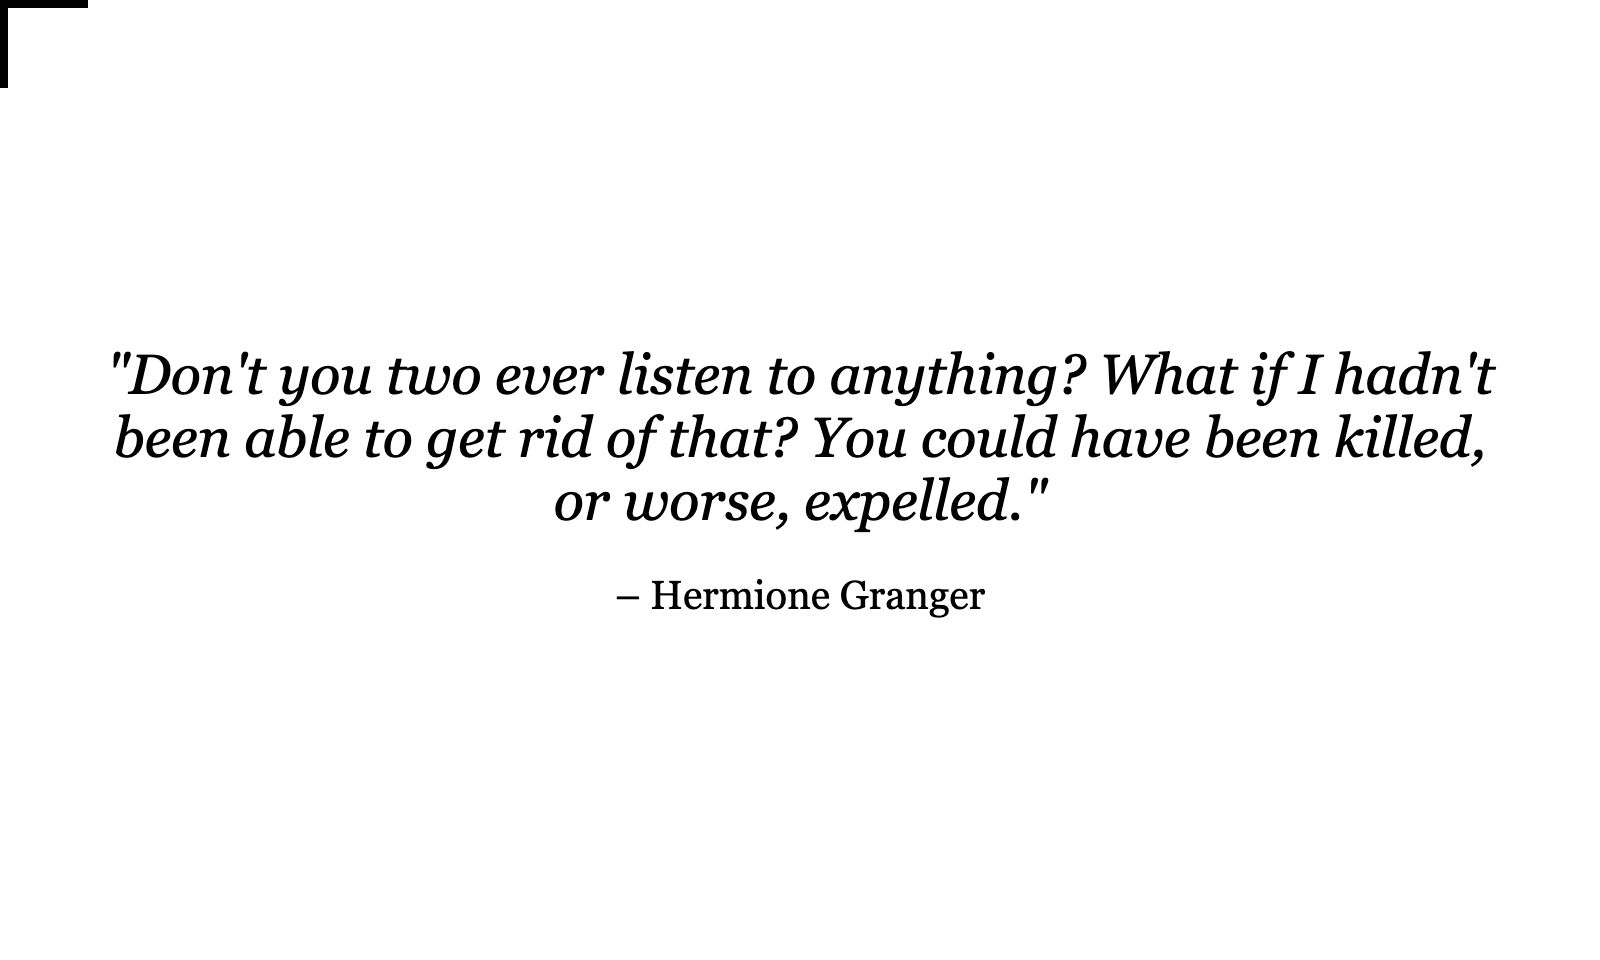 "Don't you two ever listen to anything? What if I hadn't
been able to get rid of that? You could have been killed,
or worse, expelled."
– Hermione Granger